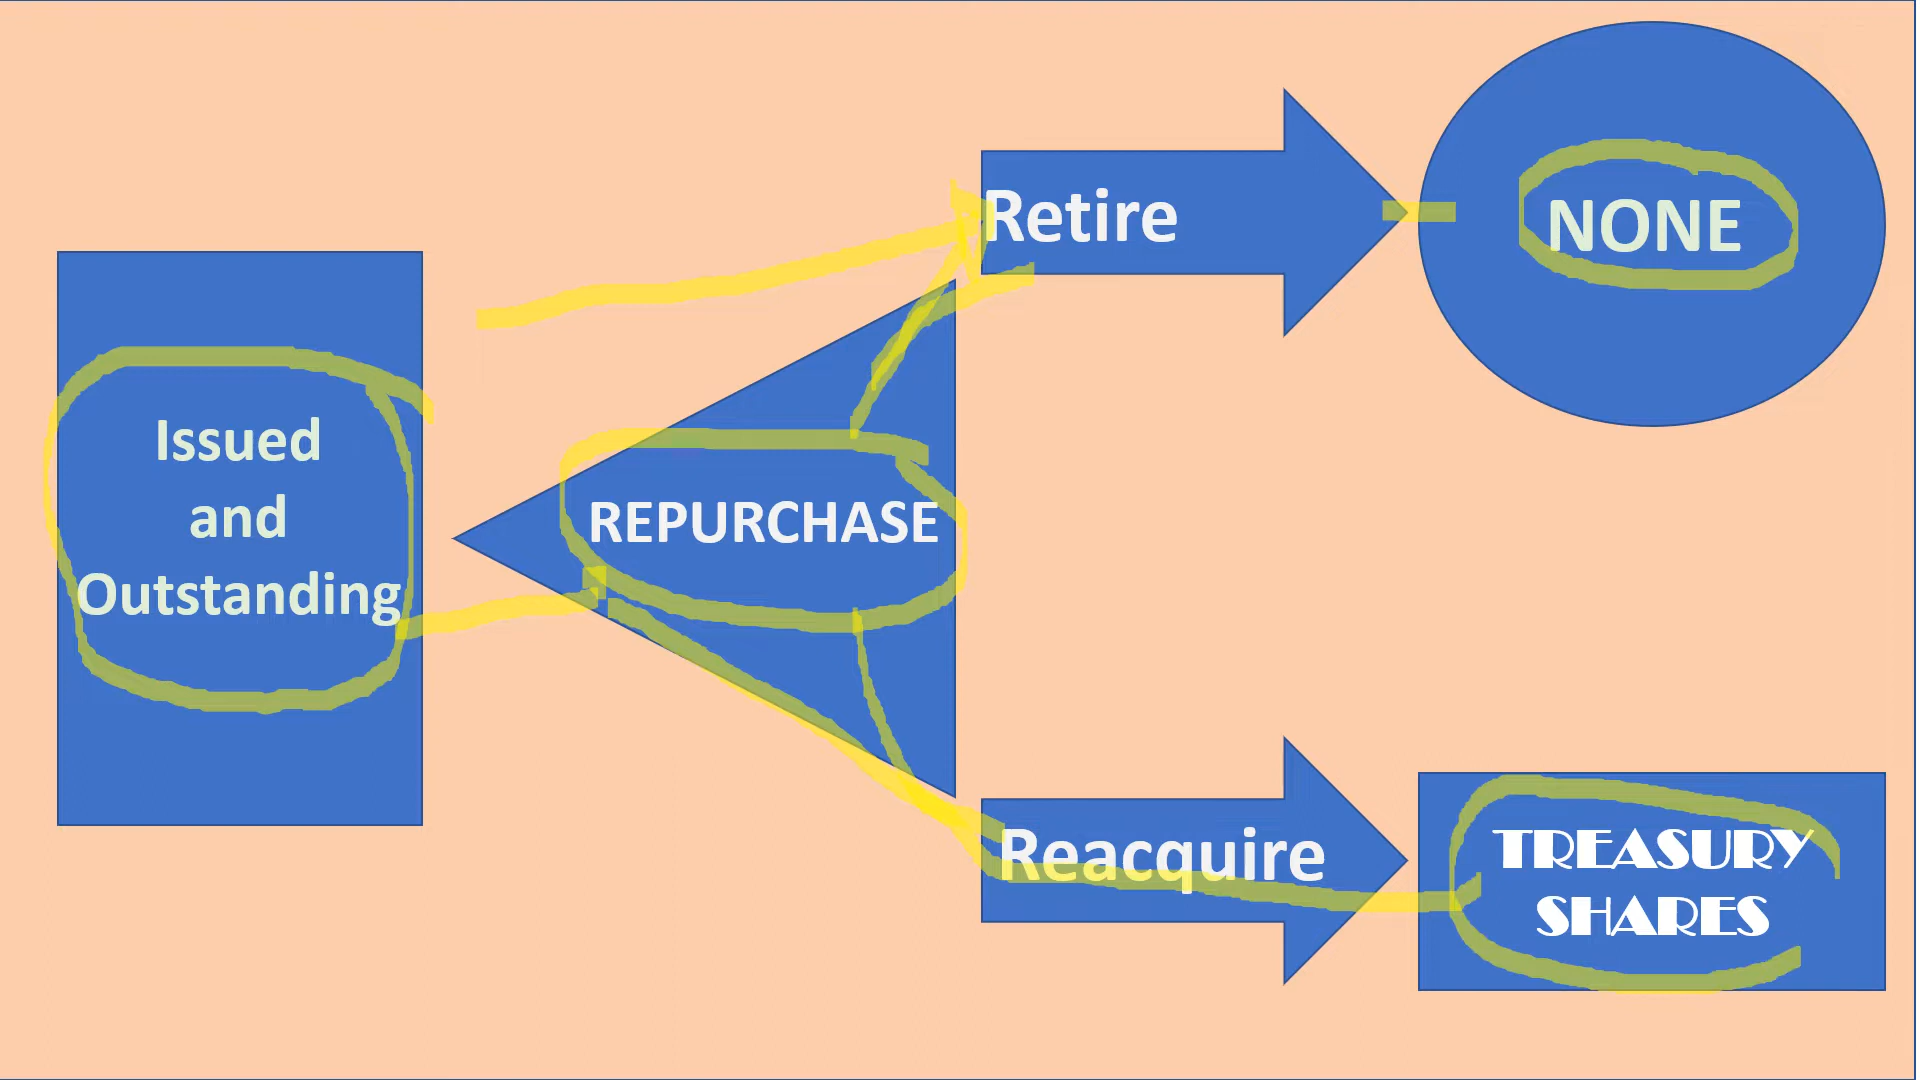 Issued
and
Outstanding
REPURCHASE
Retire
NONE
Reacquire
TREASURY
SHARES